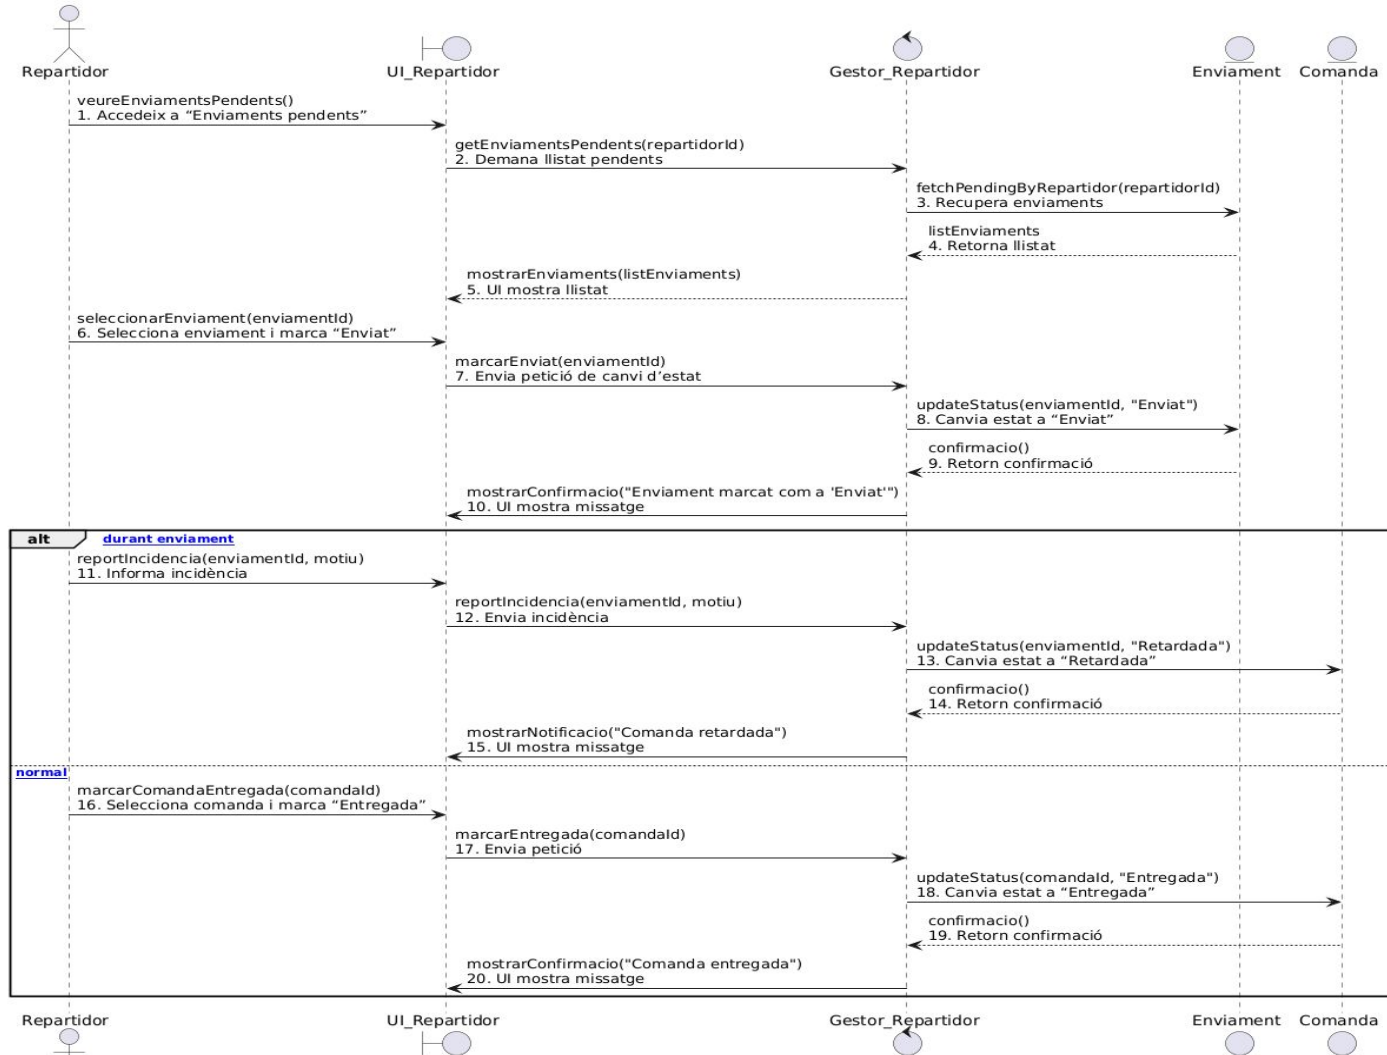 Repartidor
UI_Repartidor
Gestor_Repartidor
Enviament
Comanda
veureEnviamentsPendents()
1. Accedeix a “Enviaments pendents”
getEnviamentsPendents(repartidorId)
2. Demana llistat pendents
fetchPendingByRepartidor(repartidorId)
3. Recupera enviaments
listEnviaments
4. Retorna llistat
mostrarEnviaments(listEnviaments)
5. UI mostra llistat
seleccionarEnviament(enviamentId)
6. Selecciona enviament i marca “Enviat”
marcarEnviat(enviamentId)
7. Envia petició de canvi d’estat
updateStatus(enviamentId, "Enviat")
8. Canvia estat a “Enviat”
confirmacio()
9. Retorn confirmació
mostrarConfirmacio("Enviament marcat com a 'Enviat'")
10. UI mostra missatge
alt
durant enviament
reportIncidencia(enviamentId, motiu)
11. Informa incidència
reportIncidencia(enviamentId, motiu)
12. Envia incidència
updateStatus(enviamentId, "Retardada")
13. Canvia estat a “Retardada”
confirmacio()
14. Retorn confirmació
mostrarNotificacio("Comanda retardada")
15. UI mostra missatge
normal
marcarComandaEntregada(comandaId)
16. Selecciona comanda i marca “Entregada”
marcarEntregada(comandaId)
17. Envia petició
updateStatus(comandaId, "Entregada")
18. Canvia estat a “Entregada”
confirmacio()
19. Retorn confirmació
mostrarConfirmacio("Comanda entregada")
20. UI mostra missatge
Repartidor
UI_Repartidor
Gestor_Repartidor
Enviament
Comanda